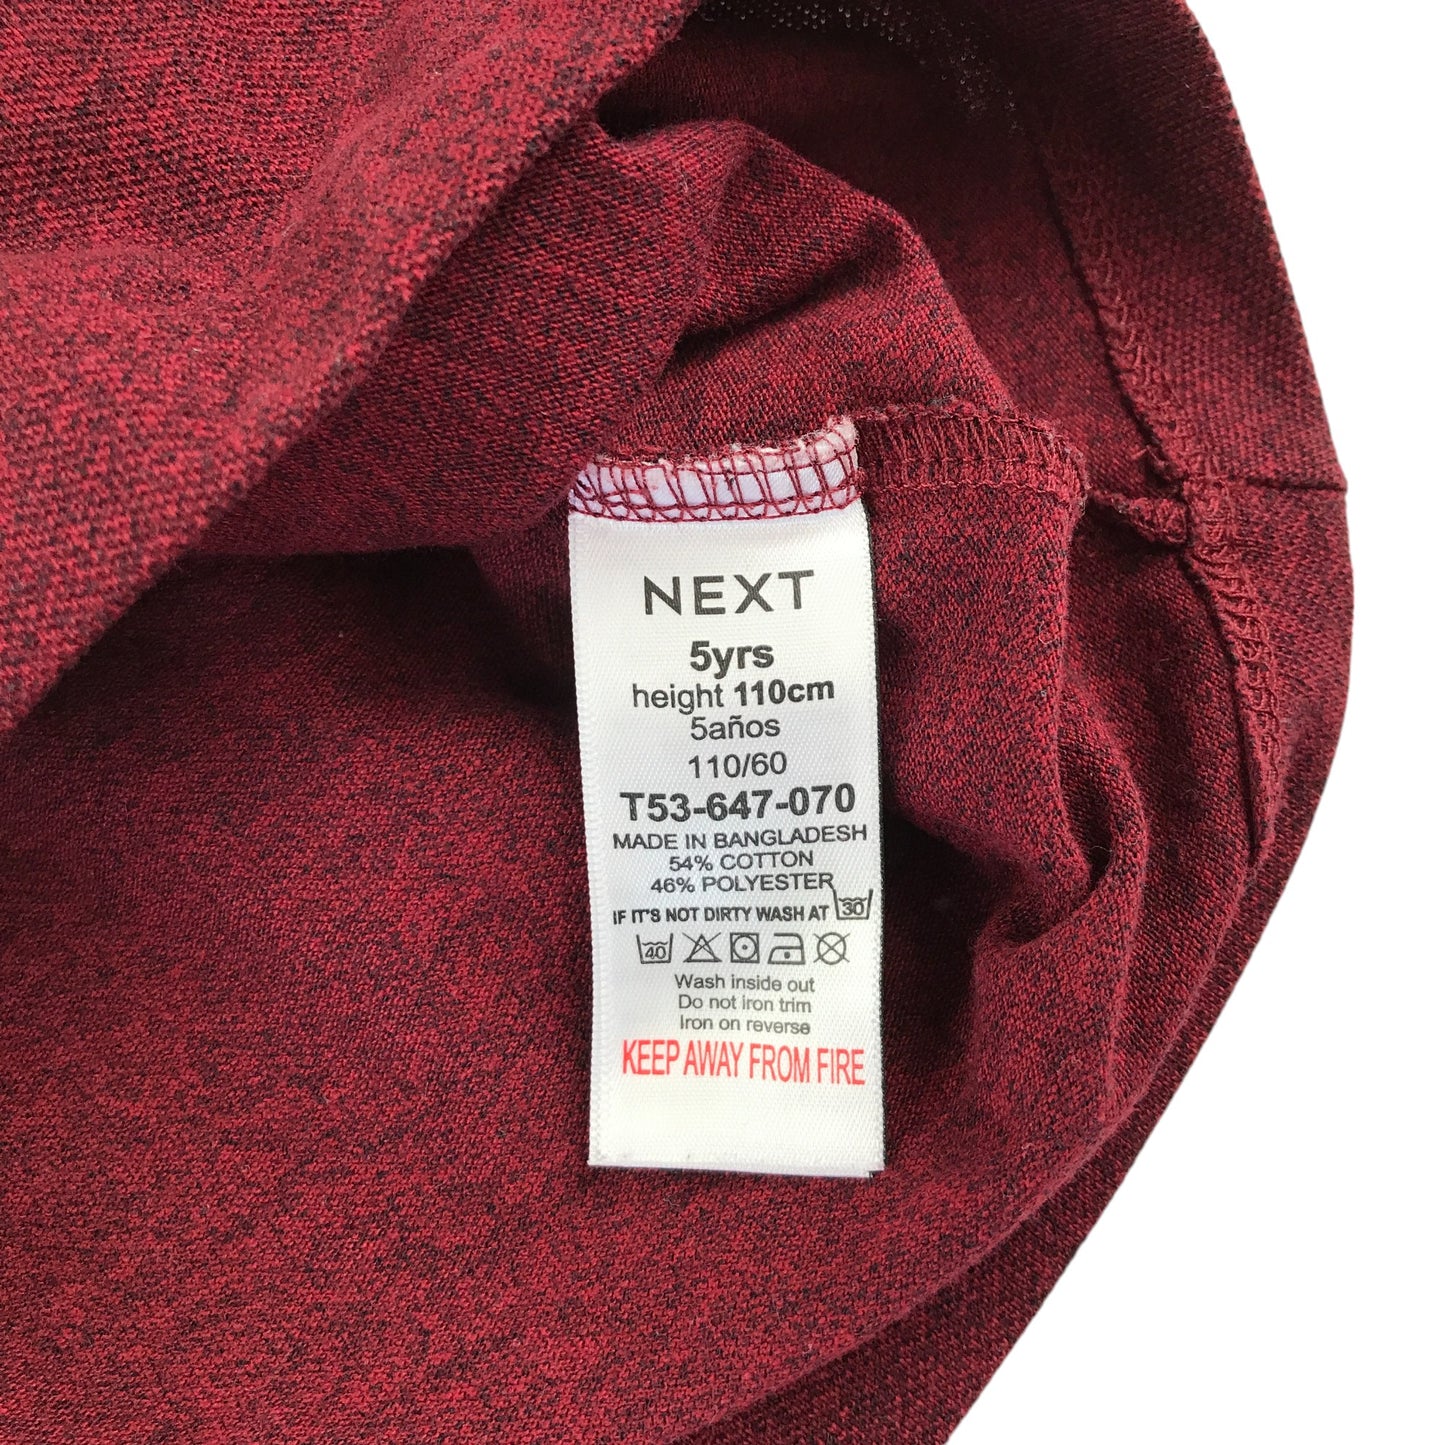 NEXT
5yrs
height 110cm
5años
110/60
T53-647-070
MADE IN BANGLADESH
54% COTTON
46% POLYESTER
IF IT'S NOT DIRTY WASH AT 30
40
Wash inside out
Do not iron trim
Iron on reverse
KEEP AWAY FROM FIRE